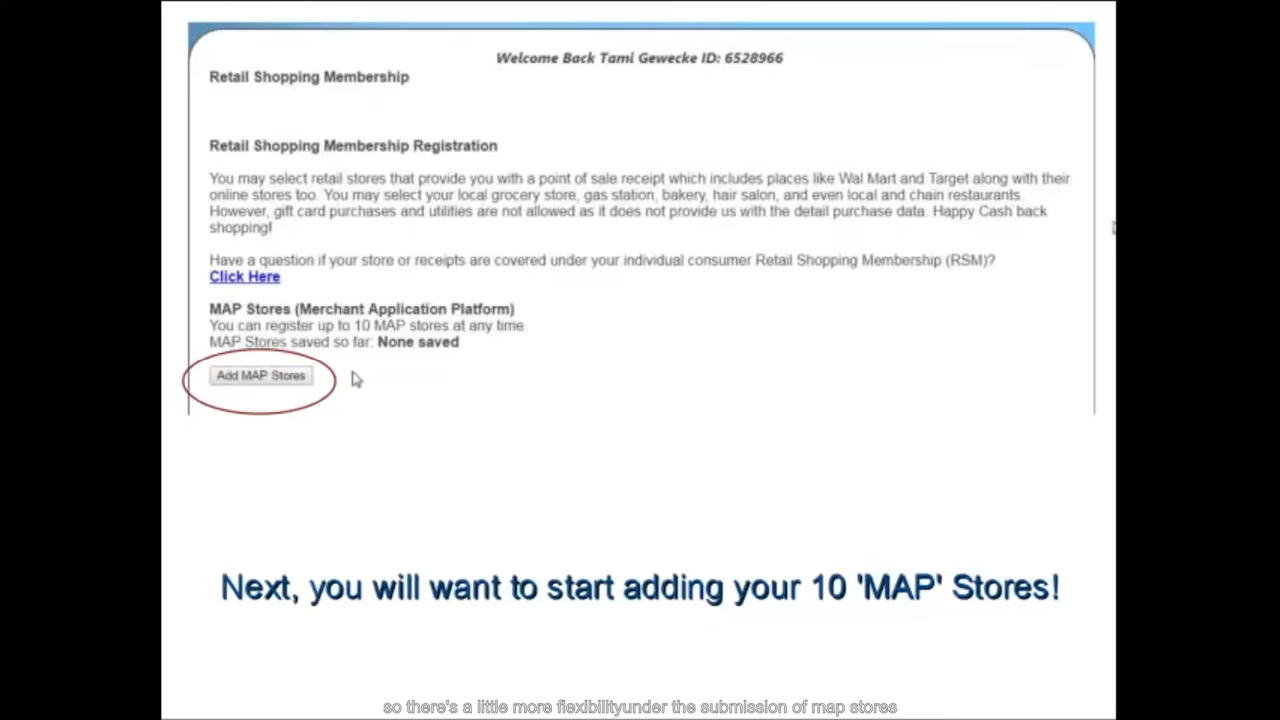 Welcome Back Tami Gewecke ID: 6528966
Retail Shopping Membership
Retail Shopping Membership Registration
You may select retail stores that provide you with a point of sale receipt which includes places like Wal Mart and Target along with their
online stores too. You may select your local grocery store, gas station, bakery, hair salon, and even local and chain restaurants.
However, gift card purchases and utilities are not allowed as it does not provide us with the detail purchase data. Happy Cash back
shopping!
Have a question if your store or receipts are covered under your individual consumer Retail Shopping Membership (RSM)?
Click Here
MAP Stores (Merchant Application Platform)
You can register up to 10 MAP stores at any time.
MAP Stores saved so far: None saved
Add MAP Stores
Next, you will want to start adding your 10 'MAP' Stores!
so there's a little more flexibilityunder the submission of map stores